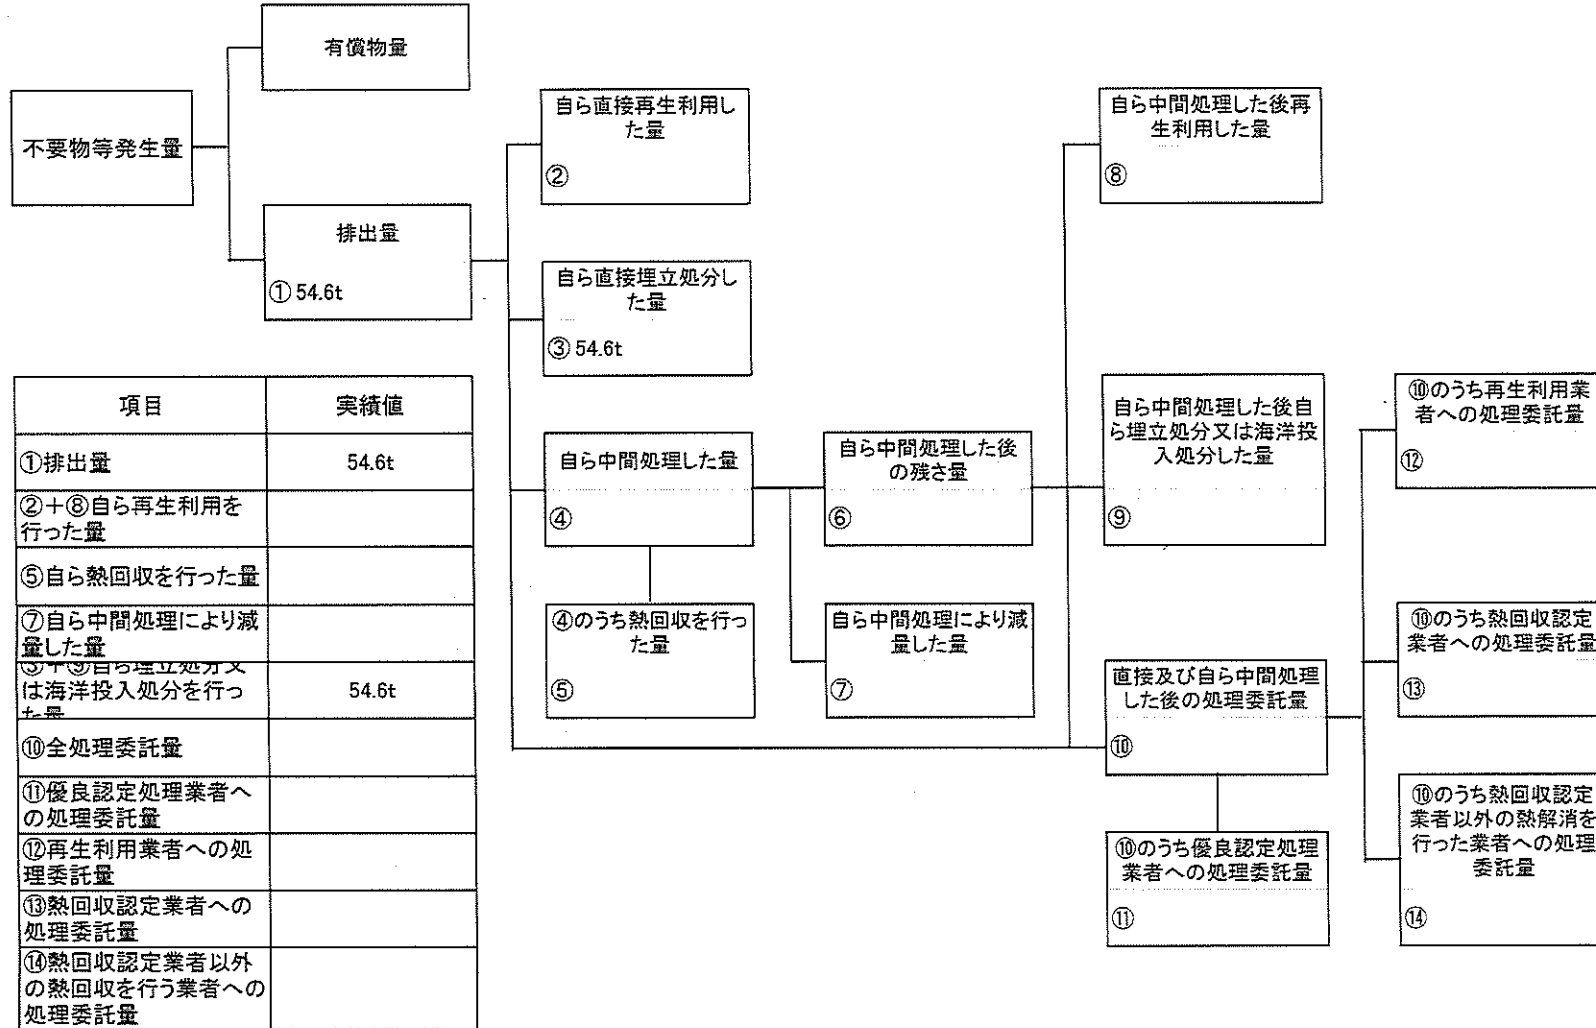 有償物量
不要物等発生量
排出量
① 54.6t
自ら直接再生利用し
た量
②
自ら直接埋立処分し
た量
③ 54.6t
自ら中間処理した量
④
④のうち熱回収を行っ
た量
⑤
自ら中間処理した後
の残さ量
⑥
自ら中間処理により減
量した量
⑦
自ら中間処理した後再
生利用した量
⑧
自ら中間処理した後自
ら埋立処分又は海洋投
入処分した量
⑨
直接及び自ら中間処理
した後の処理委託量
⑩
⑩のうち優良認定処理
業者への処理委託量
⑪
⑩のうち再生利用業
者への処理委託量
⑫
⑩のうち熱回収認定
業者への処理委託量
⑬
⑩のうち熱回収認定
業者以外の熱解消を
行った業者への処理
委託量
⑭
項目 実績値
①排出量 54.6t
②+⑧自ら再生利用を
行った量
⑤自ら熱回収を行った量
⑦自ら中間処理により減
量した量
③+⑨自ら埋立処分又
は海洋投入処分を行っ 54.6t
た量
⑩全処理委託量
⑪優良認定処理業者へ
の処理委託量
⑫再生利用業者への処
理委託量
⑬熱回収認定業者への
処理委託量
⑭熱回収認定業者以外
の熱回収を行う業者への
処理委託量